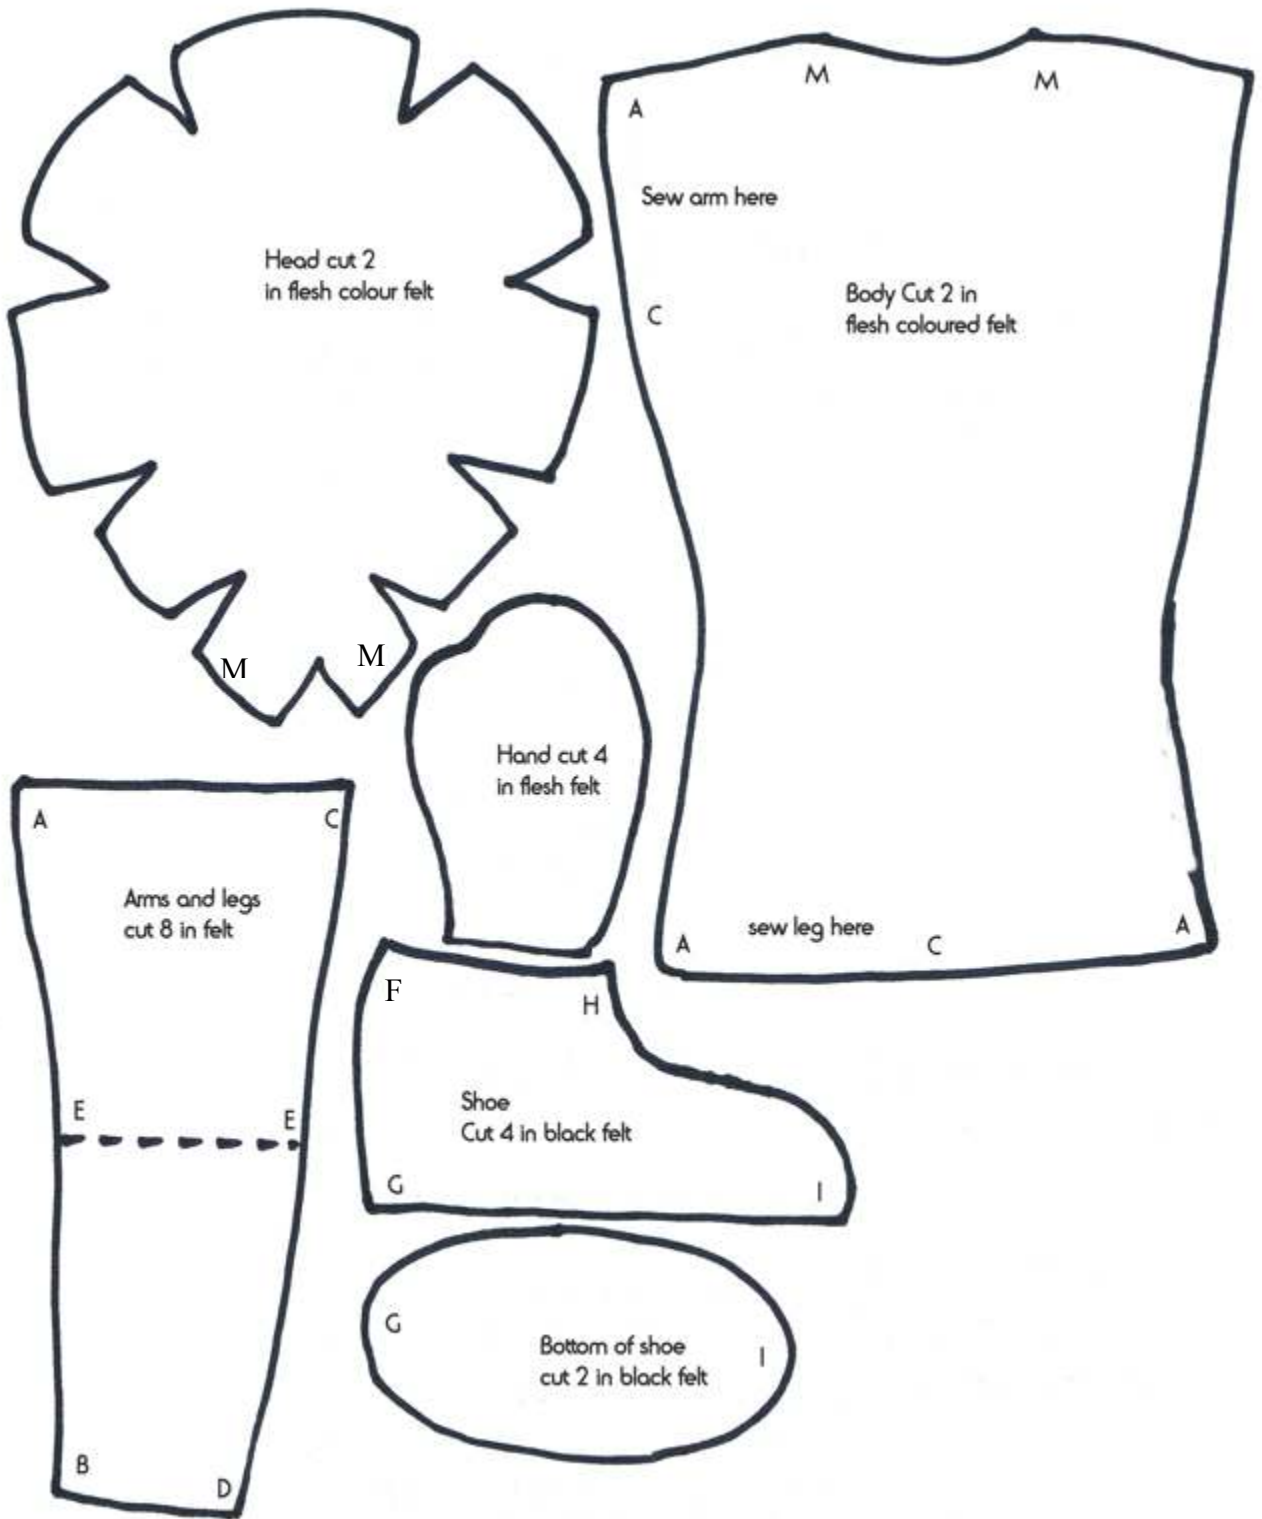 M M
A
Sew arm here
Head cut 2
in flesh colour felt
Body Cut 2 in
flesh coloured felt
C
M M
Hand cut 4
in flesh felt
A C
Arms and legs
cut 8 in felt
A sew leg here C A
F H
Shoe
Cut 4 in black felt
E E
G I
G
Bottom of shoe
cut 2 in black felt
I
B D